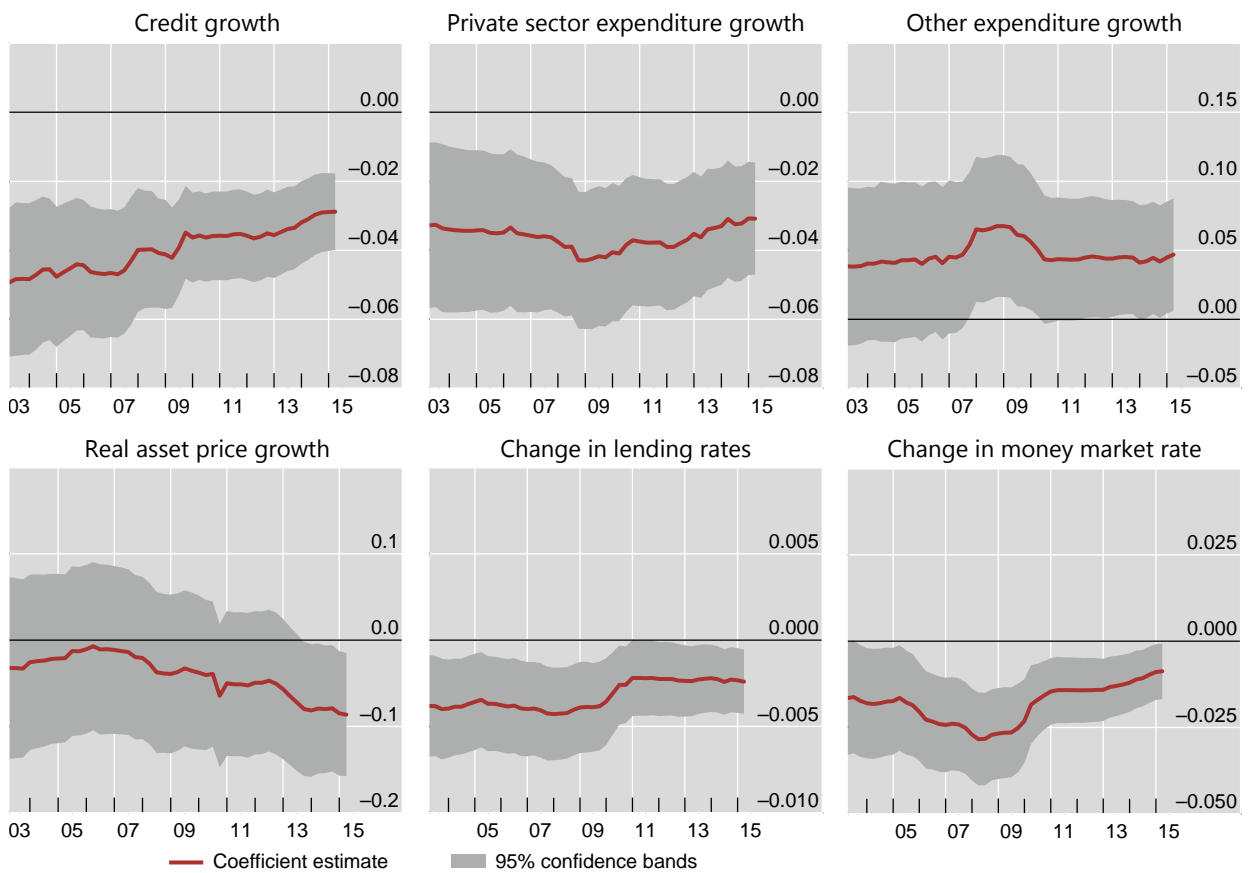 Credit growth
Private sector expenditure growth
Other expenditure growth
0.00
–0.02
–0.04
–0.06
–0.08
03 05 07 09 11 13 15
0.00
–0.02
–0.04
–0.06
–0.08
03 05 07 09 11 13 15
0.15
0.10
0.05
0.00
–0.05
03 05 07 09 11 13 15
Real asset price growth
Change in lending rates
Change in money market rate
0.1
0.0
–0.1
–0.2
03 05 07 09 11 13 15
0.005
0.000
–0.005
–0.010
05 07 09 11 13 15
0.025
0.000
–0.025
–0.050
05 07 09 11 13 15
Coefficient estimate
95% confidence bands